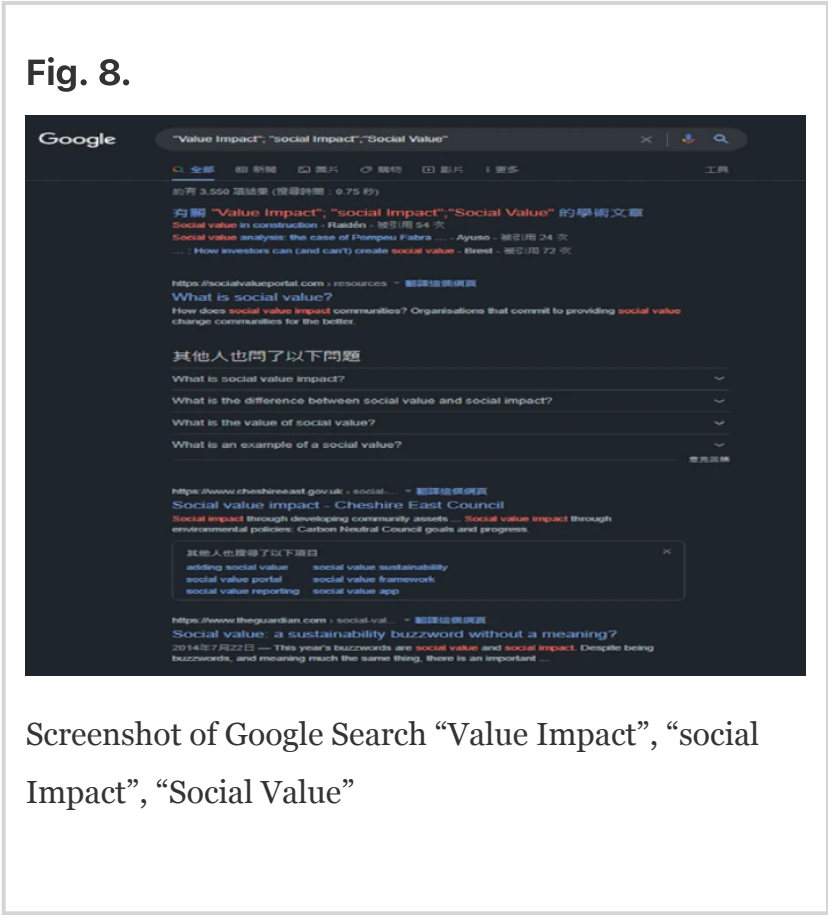 Fig. 8.
Google
"Value Impact"; "social Impact";"Social Value"
全部 新聞 圖片 購物 影片 更多 工具
約有 3,550 項結果 (搜尋時間：0.75 秒)
有關 "Value Impact"; "social Impact";"Social Value" 的學術文章
Social value in construction - Raidén - 被引用 54 次
Social value analysis: the case of Pompeu Fabra ... - Ayuso - 被引用 24 次
... : How investors can (and can't) create social value - Brest - 被引用 72 次
https://socialvalueportal.com › resources 翻譯這個網頁
What is social value?
How does social value impact communities? Organisations that commit to providing social value
change communities for the better.
其他人也問了以下問題
What is social value impact?
What is the difference between social value and social impact?
What is the value of social value?
What is an example of a social value?
意見回饋
https://www.cheshireeast.gov.uk › social-... 翻譯這個網頁
Social value impact - Cheshire East Council
Social impact through developing community assets ... Social value impact through
environmental policies: Carbon Neutral Council goals and progress.
其他人也搜尋了以下項目
adding social value social value sustainability
social value portal social value framework
social value reporting social value app
https://www.theguardian.com › social-val... 翻譯這個網頁
Social value: a sustainability buzzword without a meaning?
2014年7月22日 — This year's buzzwords are social value and social impact. Despite being
buzzwords, and meaning much the same thing, there is an important ...
Screenshot of Google Search “Value Impact”, “social
Impact”, “Social Value”